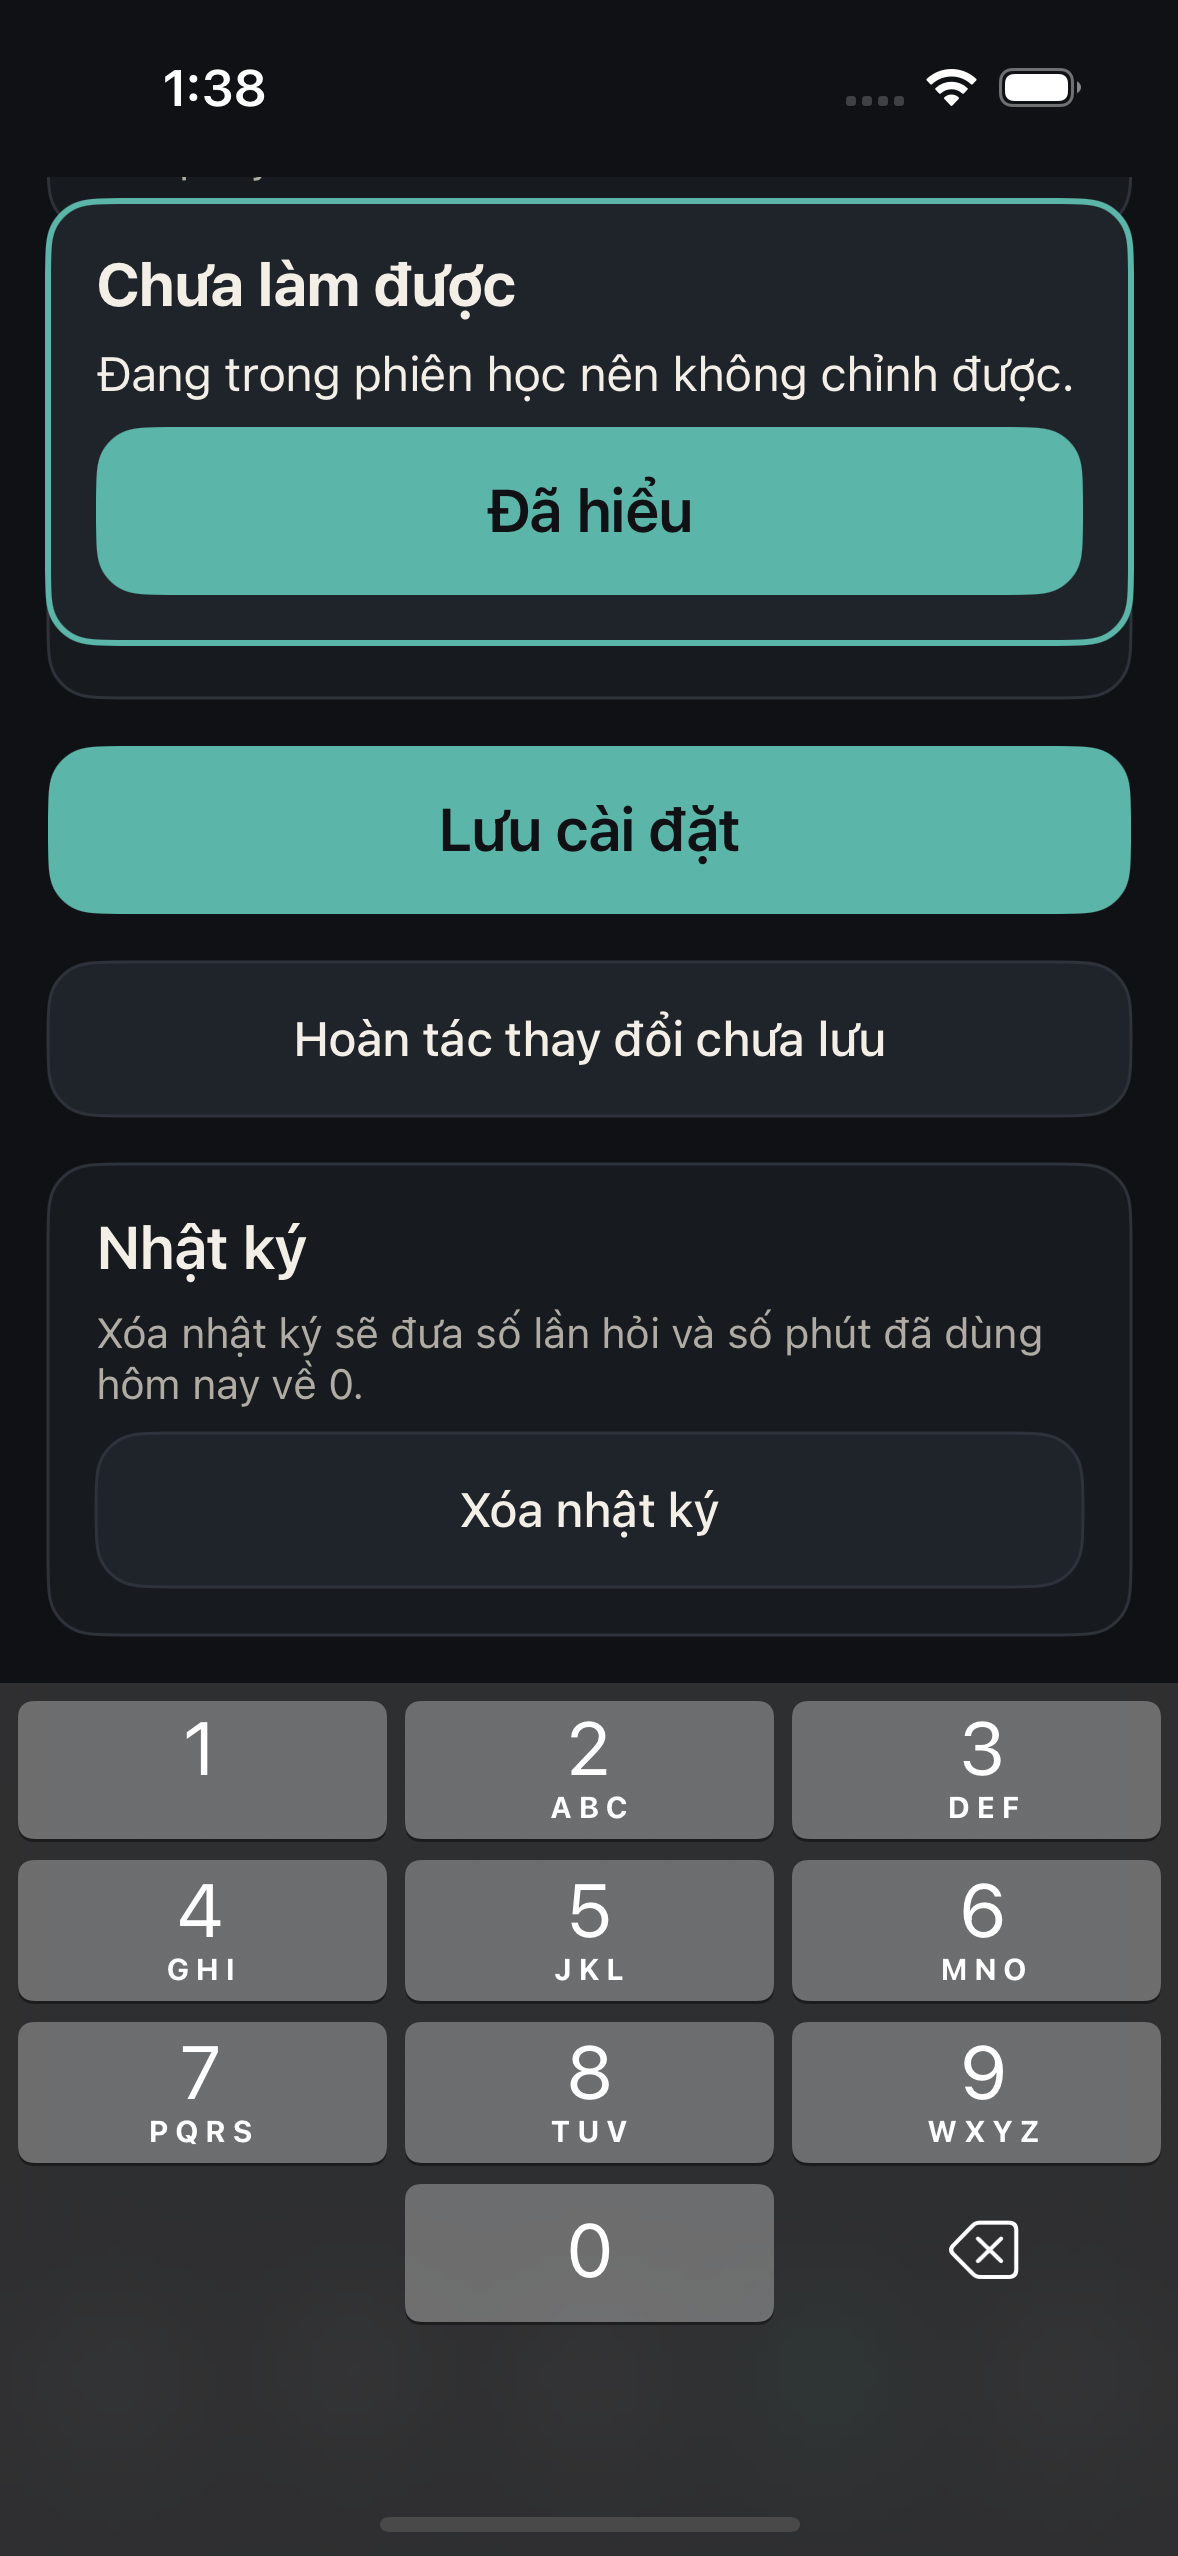 1:38
Chưa làm được
Đang trong phiên học nên không chỉnh được.
Đã hiểu
Lưu cài đặt
Hoàn tác thay đổi chưa lưu
Nhật ký
Xóa nhật ký sẽ đưa số lần hỏi và số phút đã dùng
hôm nay về 0.
Xóa nhật ký
1
2
ABC
3
DEF
4
GHI
5
JKL
6
MNO
7
PQRS
8
TUV
9
WXYZ
0